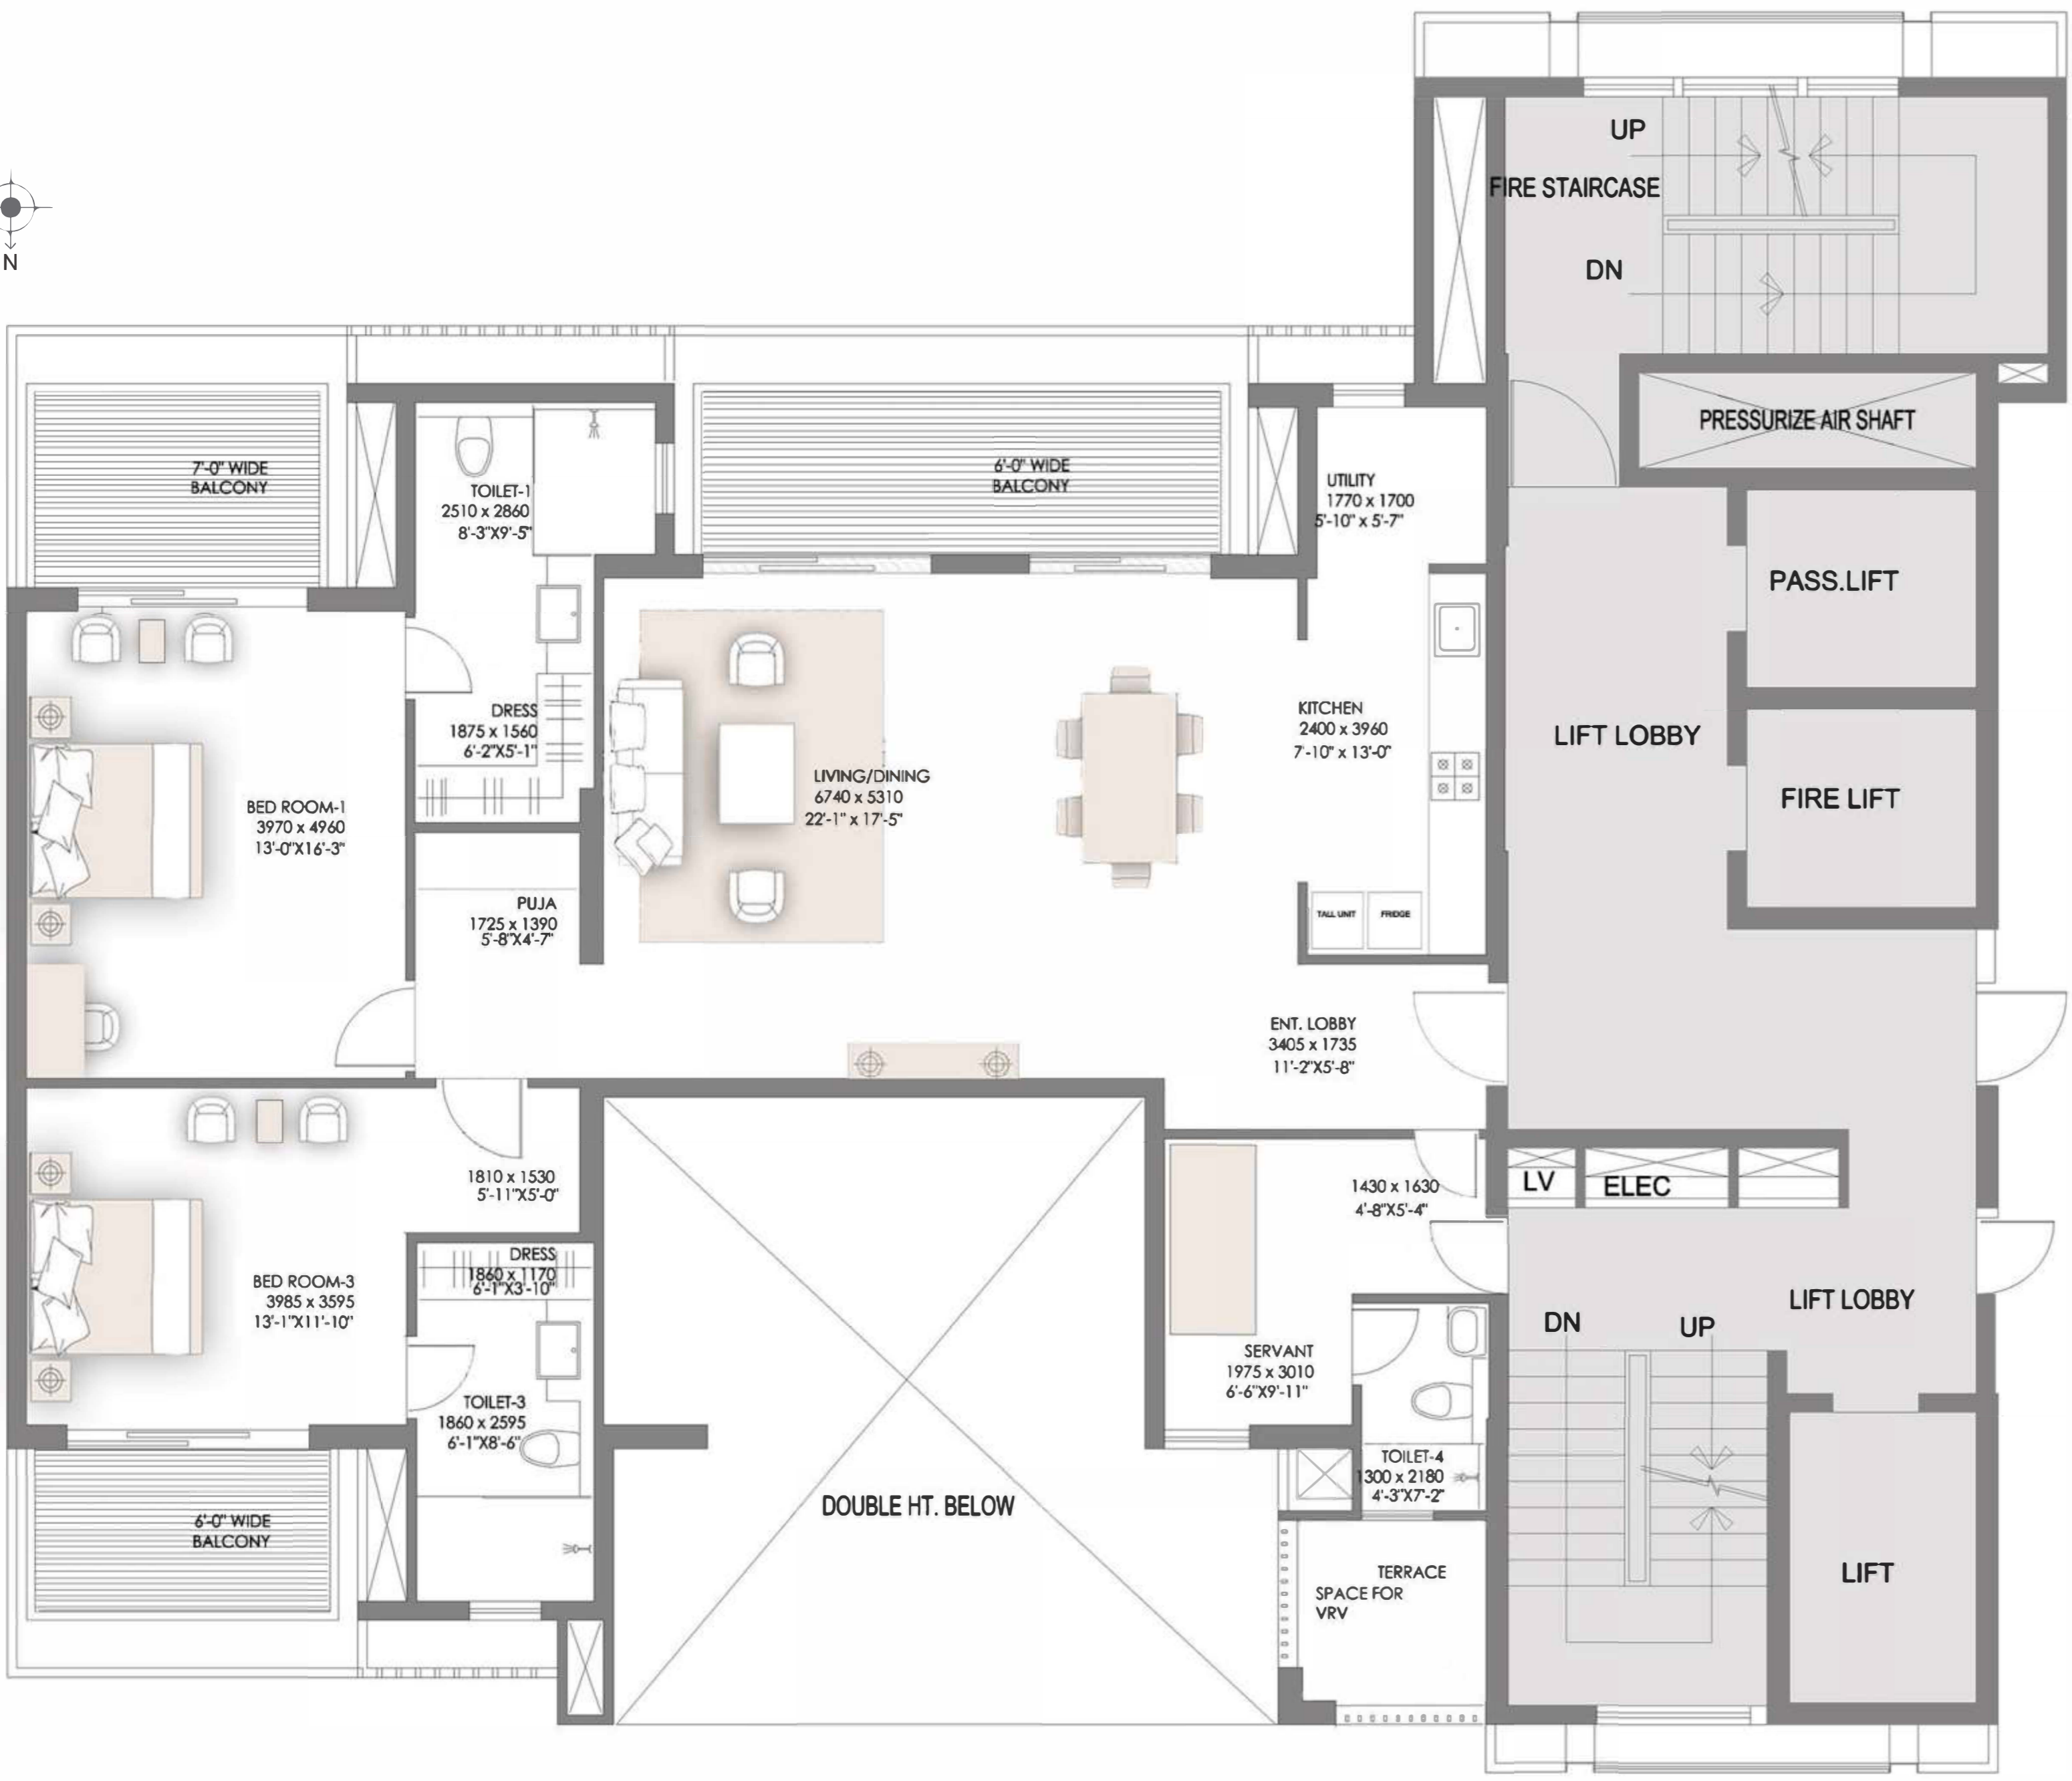 UP
FIRE STAIRCASE
DN
N
PRESSURIZE AIR SHAFT
7'-0" WIDE
BALCONY
TOILET-1
2510 x 2860
8'-3"X9'-5"
6'-0" WIDE
BALCONY
UTILITY
1770 x 1700
5'-10" x 5'-7"
PASS.LIFT
DRESS
1875 x 1560
6'-2"X5'-1"
KITCHEN
2400 x 3960
7'-10" x 13'-0"
LIFT LOBBY
FIRE LIFT
LIVING/DINING
6740 x 5310
22'-1" x 17'-5"
BED ROOM-1
3970 x 4960
13'-0"X16'-3"
PUJA
1725 x 1390
5'-8"X4'-7"
TALL UNIT
FRIDGE
ENT. LOBBY
3405 x 1735
11'-2"X5'-8"
1810 x 1530
5'-11"X5'-0"
1430 x 1630
4'-8"X5'-4"
LV
ELEC
DRESS
1860 x 1170
6'-1"X3'-10"
BED ROOM-3
3985 x 3595
13'-1"X11'-10"
LIFT LOBBY
DN
UP
SERVANT
1975 x 3010
6'-6"X9'-11"
TOILET-3
1860 x 2595
6'-1"X8'-6"
TOILET-4
1300 x 2180
4'-3"X7'-2"
DOUBLE HT. BELOW
6'-0" WIDE
BALCONY
TERRACE
SPACE FOR
VRV
LIFT